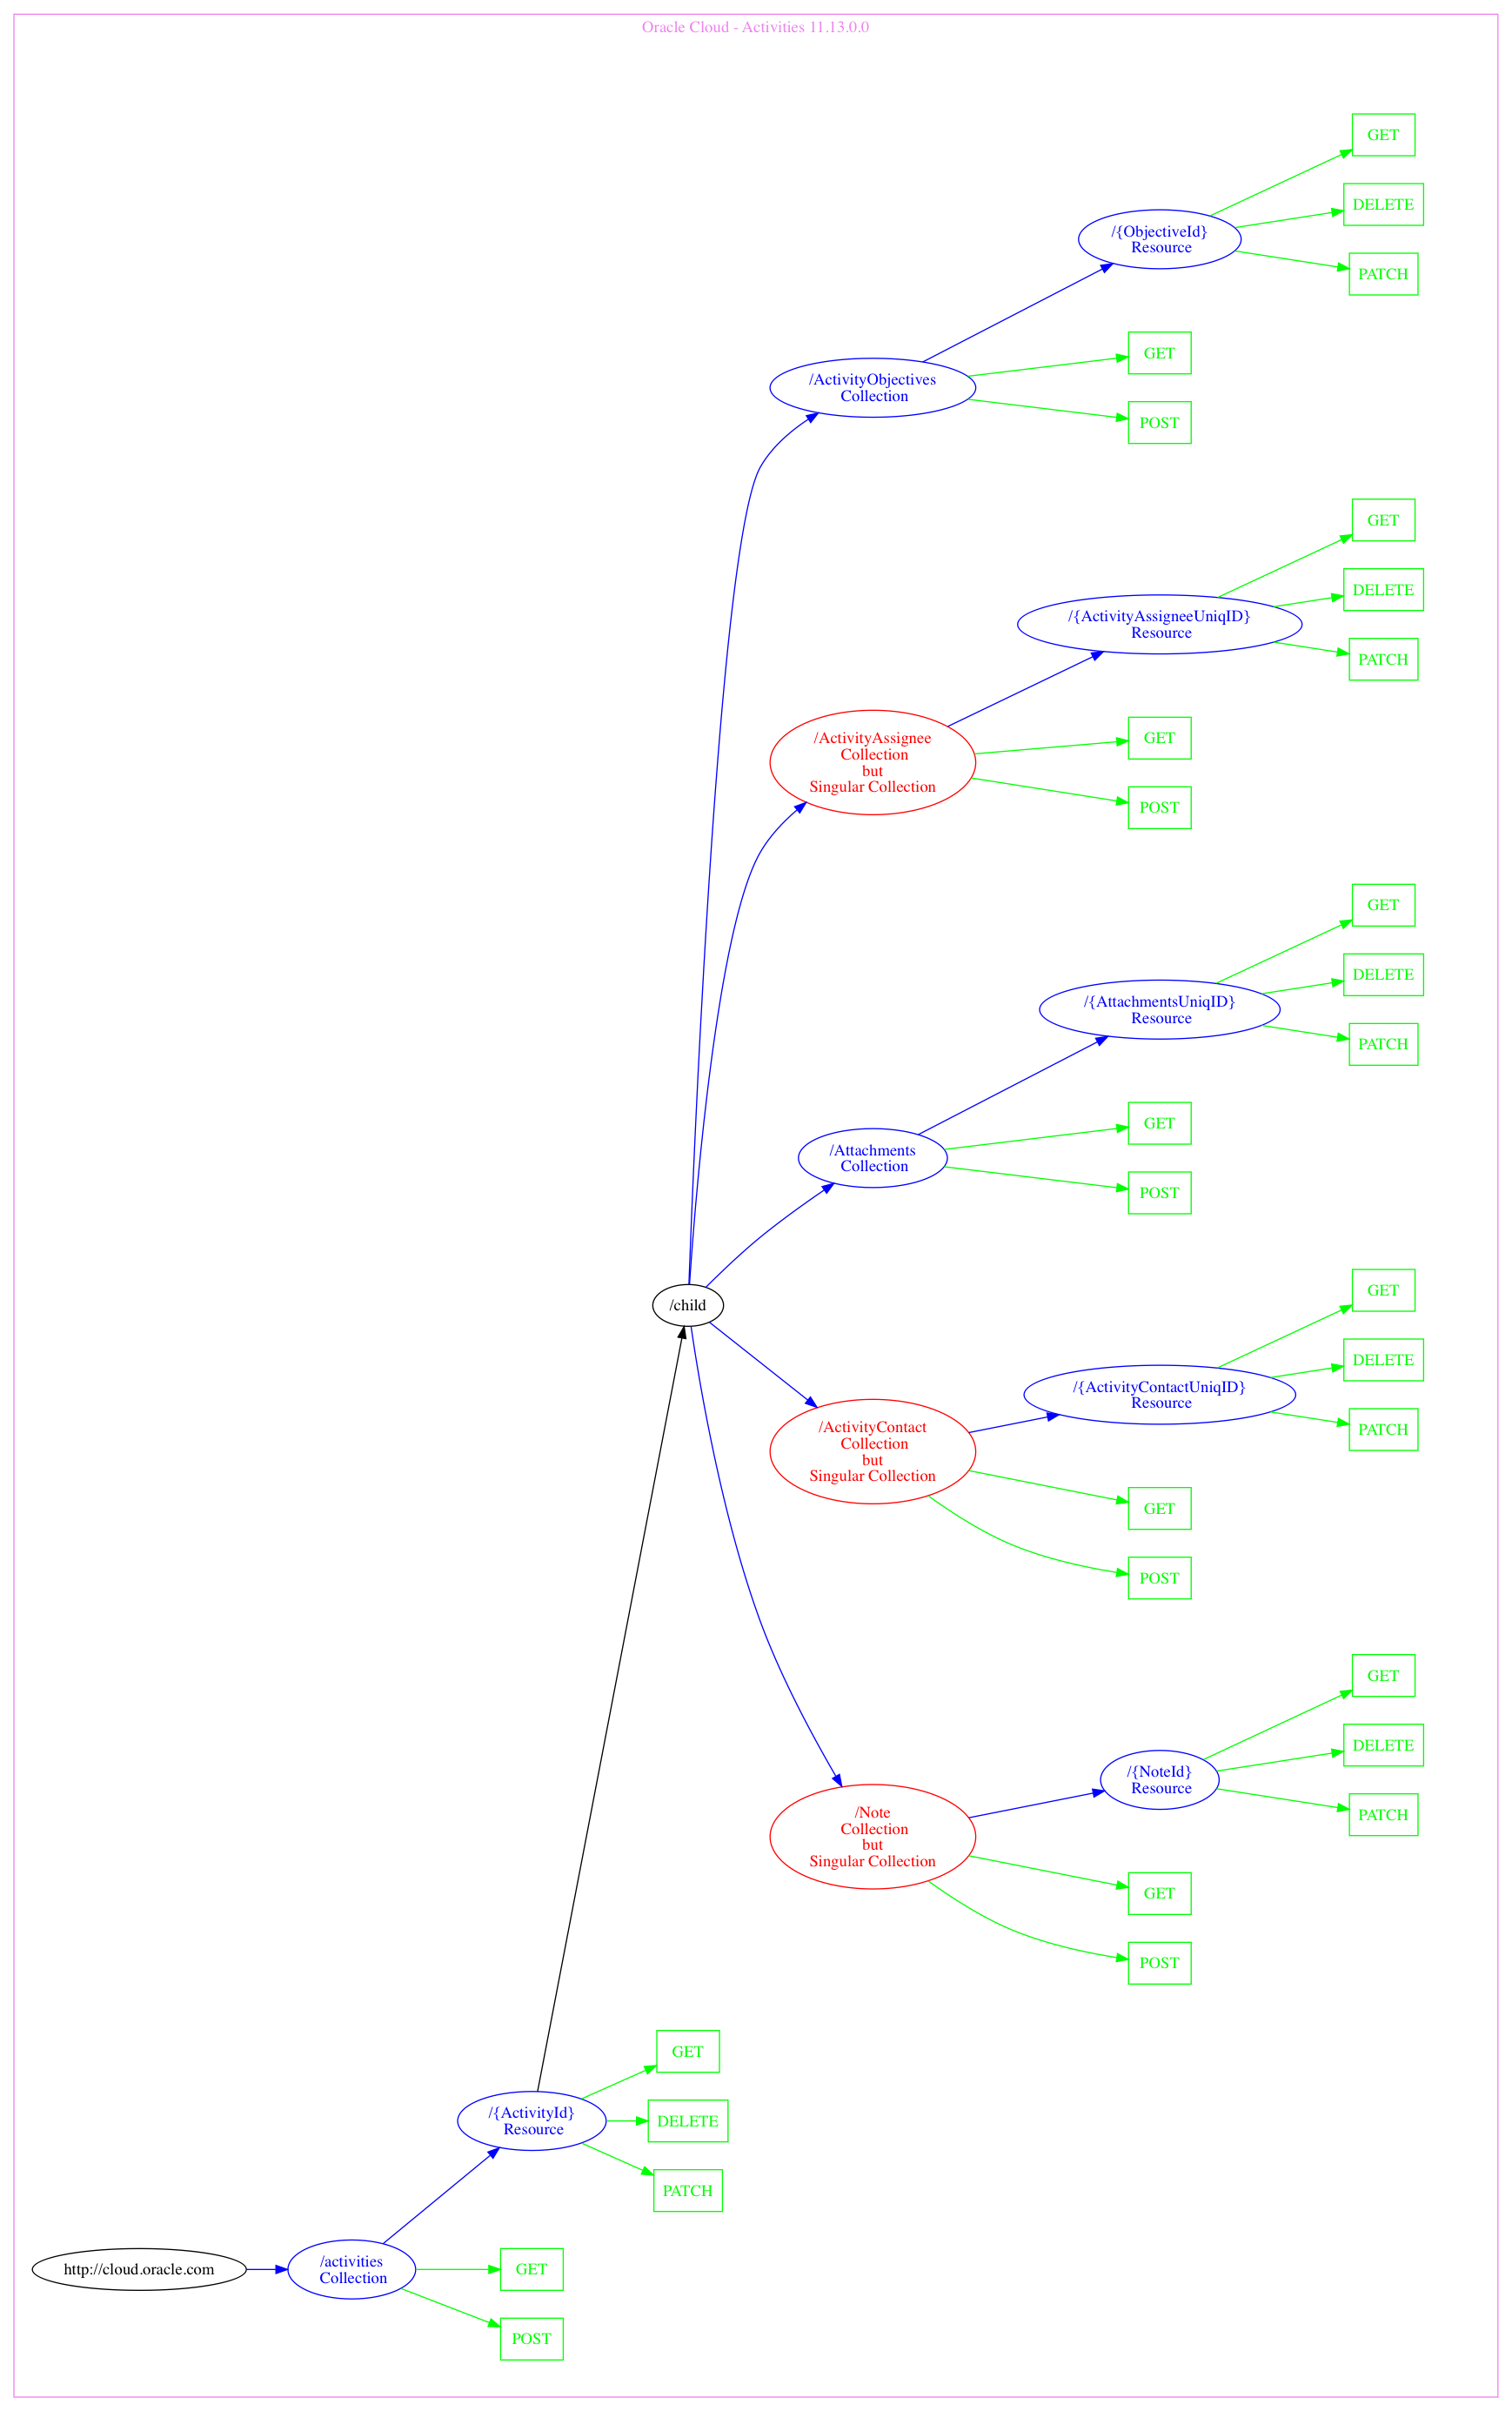 Oracle Cloud - Activities 11.13.0.0
GET
DELETE
/{ObjectiveId}
Resource
PATCH
GET
/ActivityObjectives
Collection
POST
GET
DELETE
/{ActivityAssigneeUniqID}
Resource
PATCH
/ActivityAssignee
Collection
but
Singular Collection
GET
POST
GET
DELETE
/{AttachmentsUniqID}
Resource
PATCH
GET
/Attachments
Collection
POST
/child
GET
DELETE
/{ActivityContactUniqID}
Resource
PATCH
/ActivityContact
Collection
but
Singular Collection
GET
POST
GET
DELETE
/{NoteId}
Resource
PATCH
/Note
Collection
but
Singular Collection
GET
POST
GET
/{ActivityId}
Resource
DELETE
PATCH
http://cloud.oracle.com
/activities
Collection
GET
POST